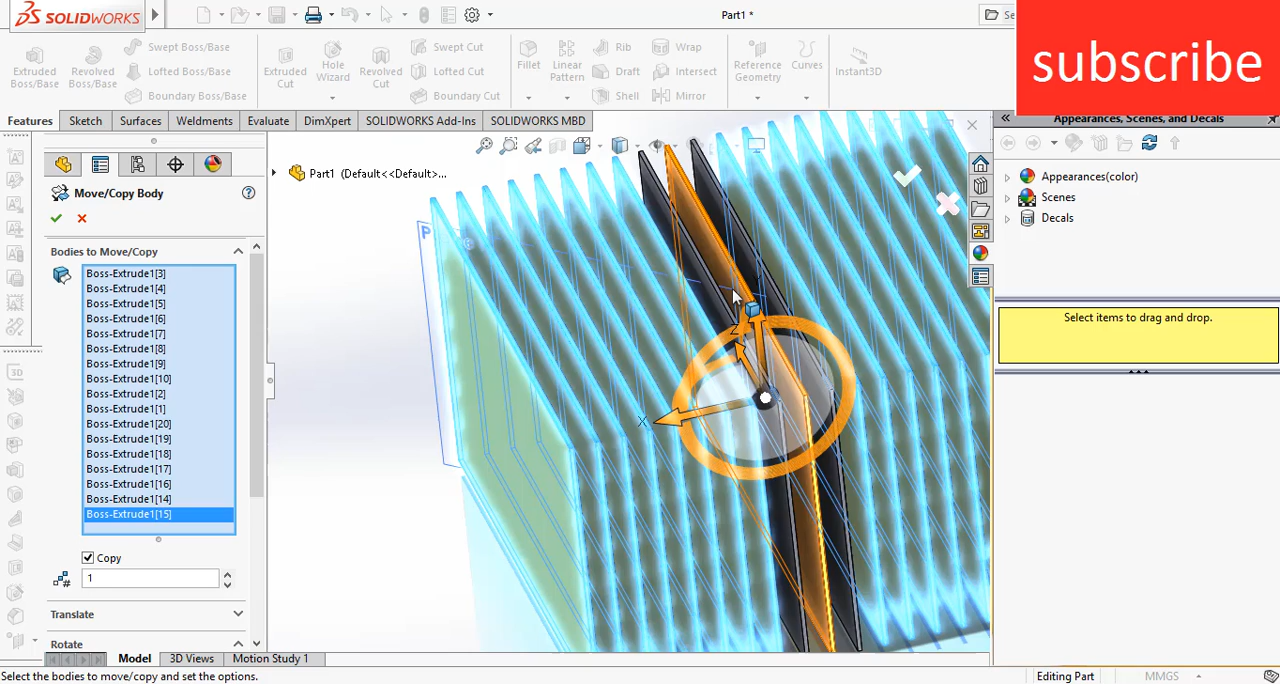 SOLIDWORKS
Part1 *
Se
subscribe
Extruded Boss/Base
Revolved Boss/Base
Swept Boss/Base
Lofted Boss/Base
Boundary Boss/Base
Extruded Cut
Hole Wizard
Revolved Cut
Swept Cut
Lofted Cut
Boundary Cut
Fillet
Linear Pattern
Rib
Draft
Shell
Wrap
Intersect
Mirror
Reference Geometry
Curves
Instant3D
Features
Sketch
Surfaces
Weldments
Evaluate
DimXpert
SOLIDWORKS Add-Ins
SOLIDWORKS MBD
Appearances, Scenes, and Decals
Part1 (Default<<Default>...
Move/Copy Body
Bodies to Move/Copy
Boss-Extrude1[3]
Boss-Extrude1[4]
Boss-Extrude1[5]
Boss-Extrude1[6]
Boss-Extrude1[7]
Boss-Extrude1[8]
Boss-Extrude1[9]
Boss-Extrude1[10]
Boss-Extrude1[2]
Boss-Extrude1[1]
Boss-Extrude1[20]
Boss-Extrude1[19]
Boss-Extrude1[18]
Boss-Extrude1[17]
Boss-Extrude1[16]
Boss-Extrude1[14]
Boss-Extrude1[15]
Copy
1
Translate
Rotate
P
X
Appearances(color)
Scenes
Decals
Select items to drag and drop.
Model
3D Views
Motion Study 1
Select the bodies to move/copy and set the options.
Editing Part
MMGS